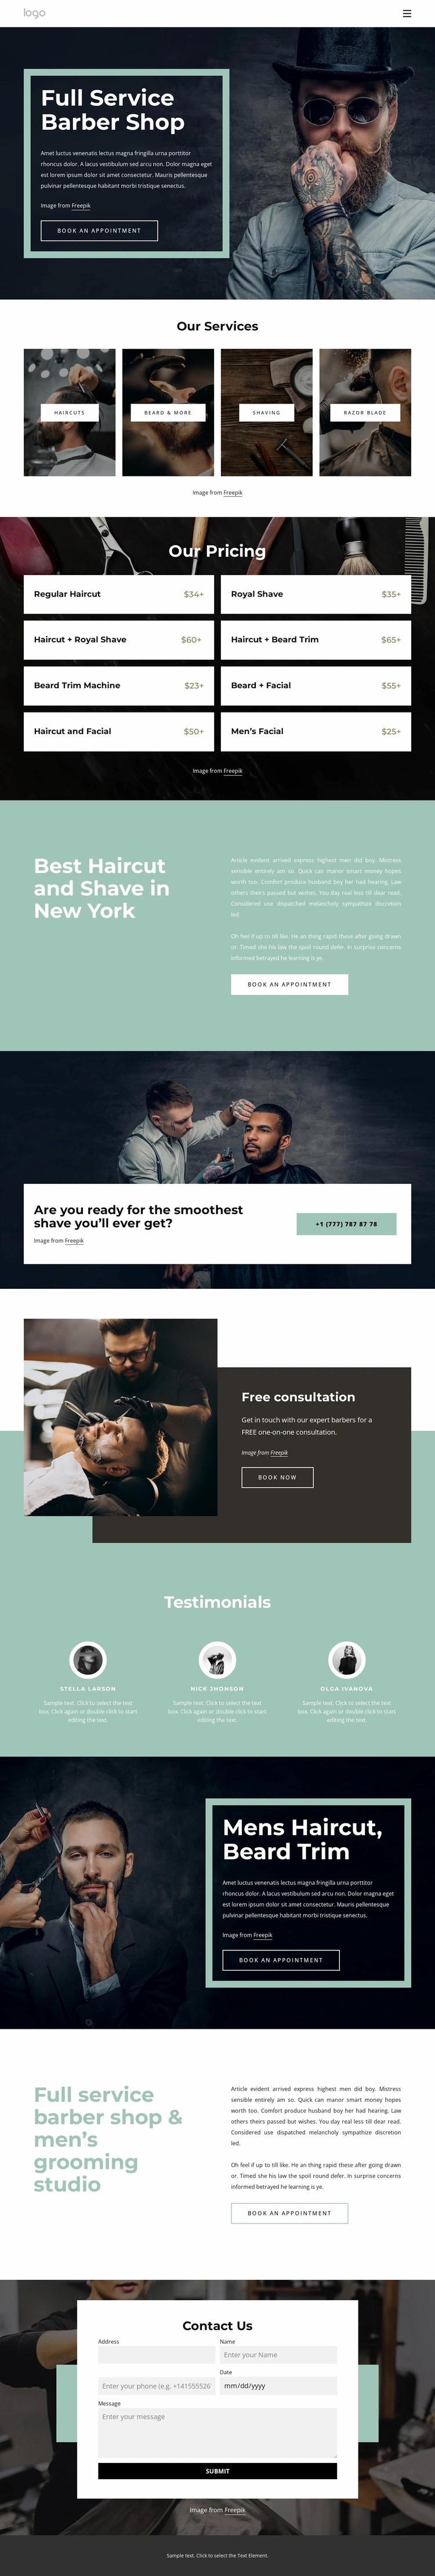 logo
Full Service
Barber Shop
Amet luctus venenatis lectus magna fringilla urna porttitor
rhoncus dolor. A lacus vestibulum sed arcu non. Dolor magna eget
est lorem ipsum dolor sit amet consectetur. Mauris pellentesque
pulvinar pellentesque habitant morbi tristique senectus.
Image from Freepik
BOOK AN APPOINTMENT
Our Services
HAIRCUTS
BEARD & MORE
SHAVING
RAZOR BLADE
Image from Freepik
Our Pricing
Regular Haircut $34+
Royal Shave $35+
Haircut + Royal Shave $60+
Haircut + Beard Trim $65+
Beard Trim Machine $23+
Beard + Facial $55+
Haircut and Facial $50+
Men’s Facial $25+
Image from Freepik
Best Haircut
and Shave in
New York
Article evident arrived express highest men did boy. Mistress
sensible entirely am so. Quick can manor smart money hopes
worth too. Comfort produce husband boy her had hearing. Law
others theirs passed but wishes. You day real less till dear read.
Considered use dispatched melancholy sympathize discretion
led.
Oh feel if up to till like. He an thing rapid these after going drawn
or. Timed she his law the spoil round defer. In surprise concerns
informed betrayed he learning is ye.
BOOK AN APPOINTMENT
Are you ready for the smoothest
shave you’ll ever get?
Image from Freepik
+1 (777) 787 87 78
Free consultation
Get in touch with our expert barbers for a
FREE one-on-one consultation.
Image from Freepik
BOOK NOW
Testimonials
STELLA LARSON
Sample text. Click to select the text
box. Click again or double click to start
editing the text.
NICK JHONSON
Sample text. Click to select the text
box. Click again or double click to start
editing the text.
OLGA IVANOVA
Sample text. Click to select the text
box. Click again or double click to start
editing the text.
Mens Haircut,
Beard Trim
Amet luctus venenatis lectus magna fringilla urna porttitor
rhoncus dolor. A lacus vestibulum sed arcu non. Dolor magna eget
est lorem ipsum dolor sit amet consectetur. Mauris pellentesque
pulvinar pellentesque habitant morbi tristique senectus.
Image from Freepik
BOOK AN APPOINTMENT
Full service
barber shop &
men’s
grooming
studio
Article evident arrived express highest men did boy. Mistress
sensible entirely am so. Quick can manor smart money hopes
worth too. Comfort produce husband boy her had hearing. Law
others theirs passed but wishes. You day real less till dear read.
Considered use dispatched melancholy sympathize discretion
led.
Oh feel if up to till like. He an thing rapid these after going drawn
or. Timed she his law the spoil round defer. In surprise concerns
informed betrayed he learning is ye.
BOOK AN APPOINTMENT
Contact Us
Address
Name
Enter your Name
Date
Enter your phone (e.g. +141555526
mm/dd/yyyy
Message
Enter your message
SUBMIT
image from Freepik
Sample text. Click to select the Text Element.